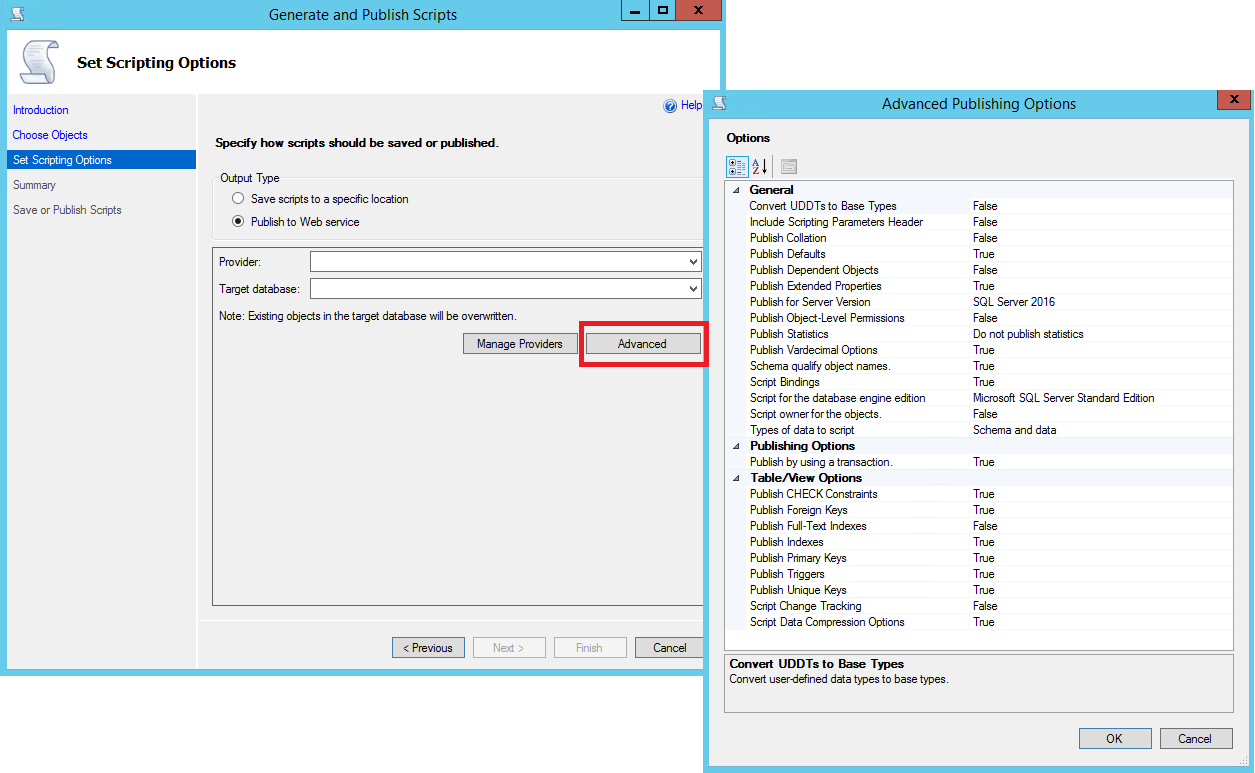 Generate and Publish Scripts
Set Scripting Options
Introduction
Choose Objects
Set Scripting Options
Summary
Save or Publish Scripts
Help
Specify how scripts should be saved or published.
Output Type
Save scripts to a specific location
Publish to Web service
Provider:
Target database:
Note: Existing objects in the target database will be overwritten.
Manage Providers
Advanced
< Previous
Next >
Finish
Cancel
Advanced Publishing Options
Options
General
Convert UDDTs to Base Types False
Include Scripting Parameters Header False
Publish Collation False
Publish Defaults True
Publish Dependent Objects False
Publish Extended Properties True
Publish for Server Version SQL Server 2016
Publish Object-Level Permissions False
Publish Statistics Do not publish statistics
Publish Vardecimal Options True
Schema qualify object names. True
Script Bindings True
Script for the database engine edition Microsoft SQL Server Standard Edition
Script owner for the objects. False
Types of data to script Schema and data
Publishing Options
Publish by using a transaction. True
Table/View Options
Publish CHECK Constraints True
Publish Foreign Keys True
Publish Full-Text Indexes False
Publish Indexes True
Publish Primary Keys True
Publish Triggers True
Publish Unique Keys True
Script Change Tracking False
Script Data Compression Options True
Convert UDDTs to Base Types
Convert user-defined data types to base types.
OK
Cancel